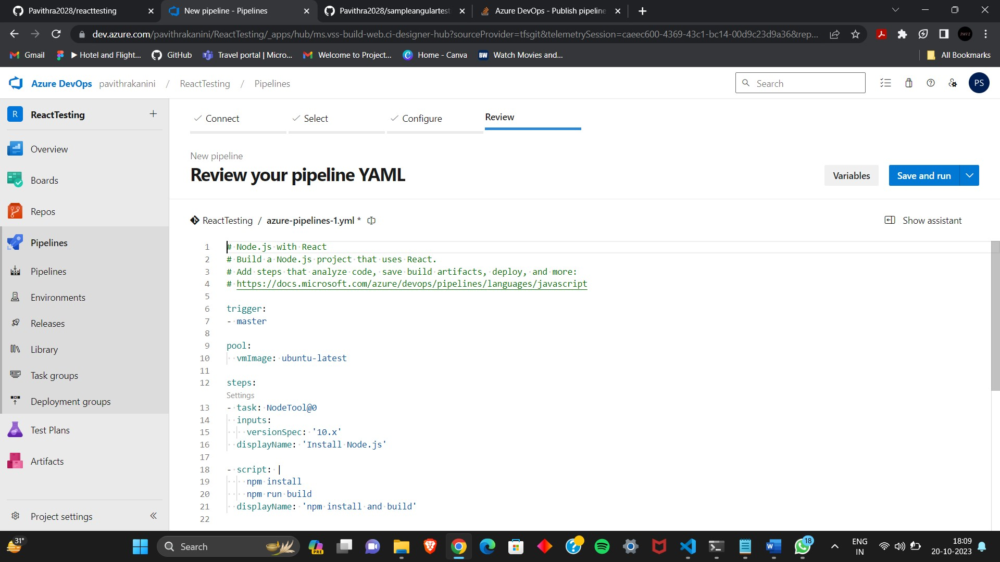 Pavithra2028/reacttesting
New pipeline - Pipelines
Pavithra2028/sampleangulartest
Azure DevOps - Publish pipeline
dev.azure.com/pavithrakanini/ReactTesting/_apps/hub/ms.vss-build-web.ci-designer-hub?sourceProvider=tfsgit&telemetrySession=caeec600-4369-43c1-bc14-00d9c23d9a36&rep...
PAVI
Gmail
▶ Hotel and Flight...
GitHub
Travel portal | Micro...
Welcome to Project...
Home - Canva
BW Watch Movies and...
All Bookmarks
Azure DevOps pavithrakanini / ReactTesting / Pipelines
Search
PS
R ReactTesting +
Overview
Boards
Repos
Pipelines
Pipelines
Environments
Releases
Library
Task groups
Deployment groups
Test Plans
Artifacts
Project settings
Connect
Select
Configure
Review
New pipeline
Review your pipeline YAML
Variables
Save and run
ReactTesting / azure-pipelines-1.yml *
Show assistant
1 # Node.js with React
2 # Build a Node.js project that uses React.
3 # Add steps that analyze code, save build artifacts, deploy, and more:
4 # https://docs.microsoft.com/azure/devops/pipelines/languages/javascript
5
6 trigger:
7 - master
8
9 pool:
10 vmImage: ubuntu-latest
11
12 steps:
Settings
13 - task: NodeTool@0
14 inputs:
15 versionSpec: '10.x'
16 displayName: 'Install Node.js'
17
18 - script: |
19 npm install
20 npm run build
21 displayName: 'npm install and build'
22
31°
Search
PRE
18
ENG
IN
18:09
20-10-2023